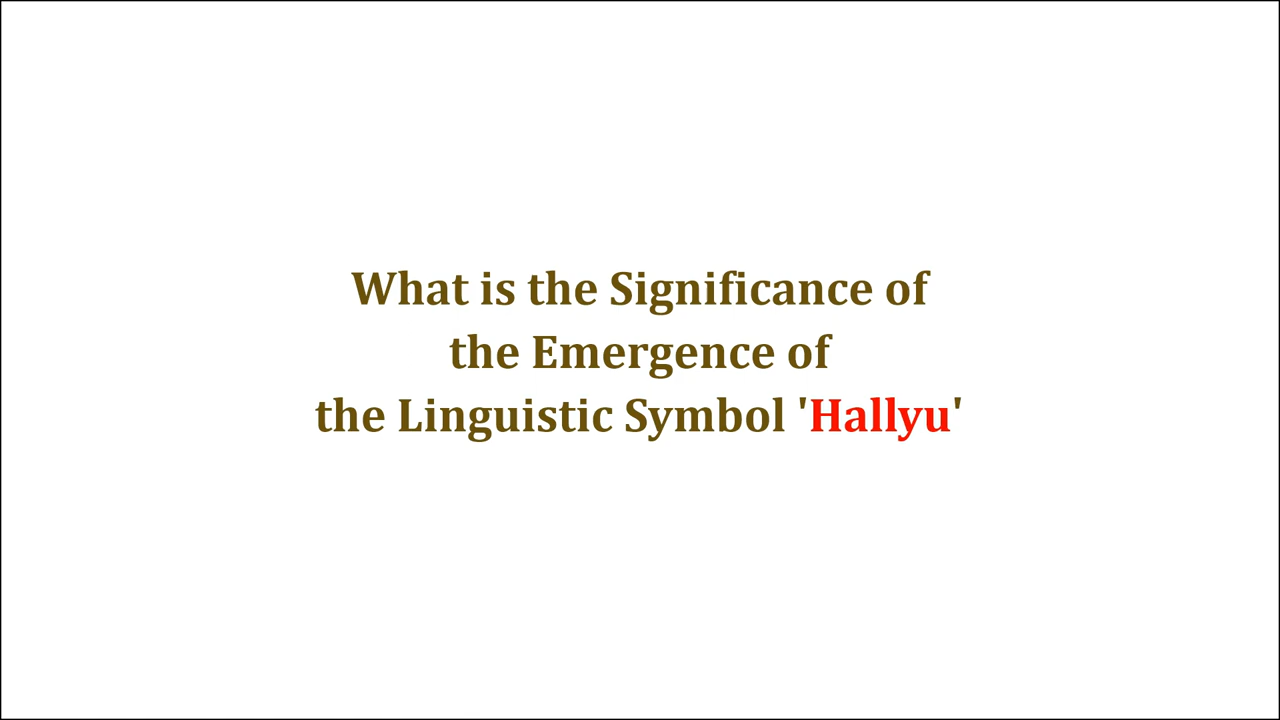 What is the Significance of
the Emergence of
the Linguistic Symbol 'Hallyu'